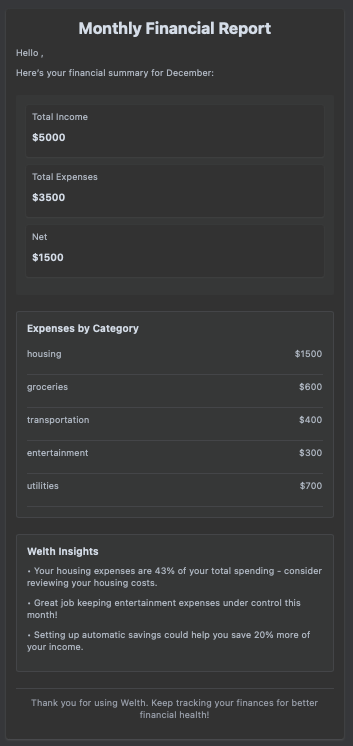 Monthly Financial Report
Hello ,
Here's your financial summary for December:
Total Income
$5000
Total Expenses
$3500
Net
$1500
Expenses by Category
housing $1500
groceries $600
transportation $400
entertainment $300
utilities $700
Welth Insights
• Your housing expenses are 43% of your total spending - consider
reviewing your housing costs.
• Great job keeping entertainment expenses under control this
month!
• Setting up automatic savings could help you save 20% more of
your income.
Thank you for using Welth. Keep tracking your finances for better
financial health!